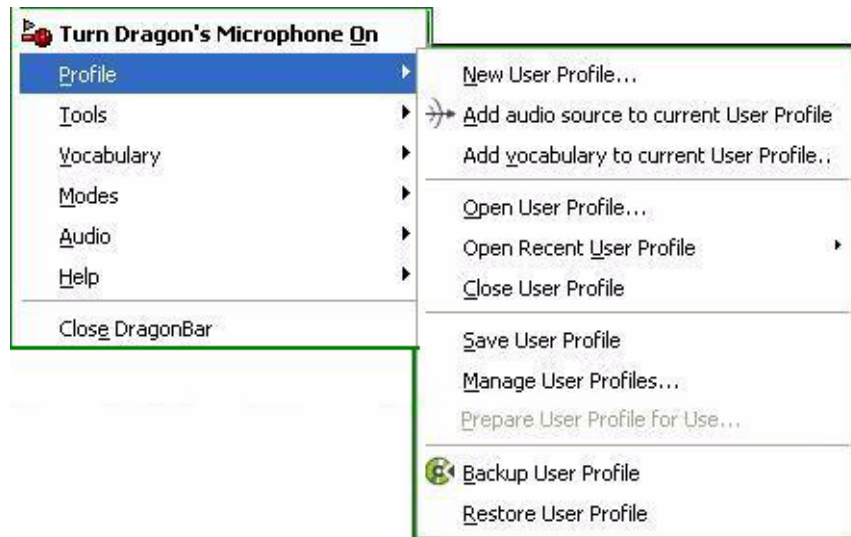 Turn Dragon's Microphone On
Profile
Tools
Vocabulary
Modes
Audio
Help
Close DragonBar
New User Profile...
Add audio source to current User Profile
Add vocabulary to current User Profile..
Open User Profile...
Open Recent User Profile
Close User Profile
Save User Profile
Manage User Profiles...
Prepare User Profile for Use...
Backup User Profile
Restore User Profile